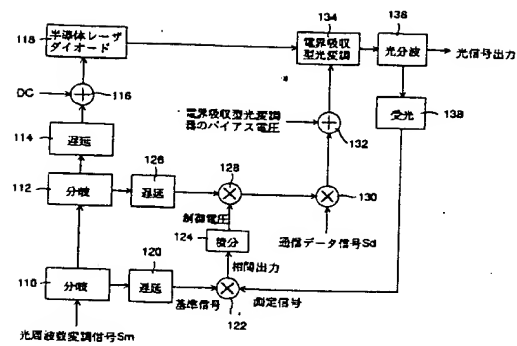 118
半導体レーザ
ダイオード
134
電界吸収
型光変調
136
光分波
光信号出力
DC
116
114
遅延
電界吸収型光変調
器のバイアス電圧
132
受光
138
112
分岐
126
遅延
128
130
制御電圧
124
積分
通信データ信号Sd
相関出力
110
分岐
120
遅延
基準信号
122
測定信号
光周波数変調信号Sm